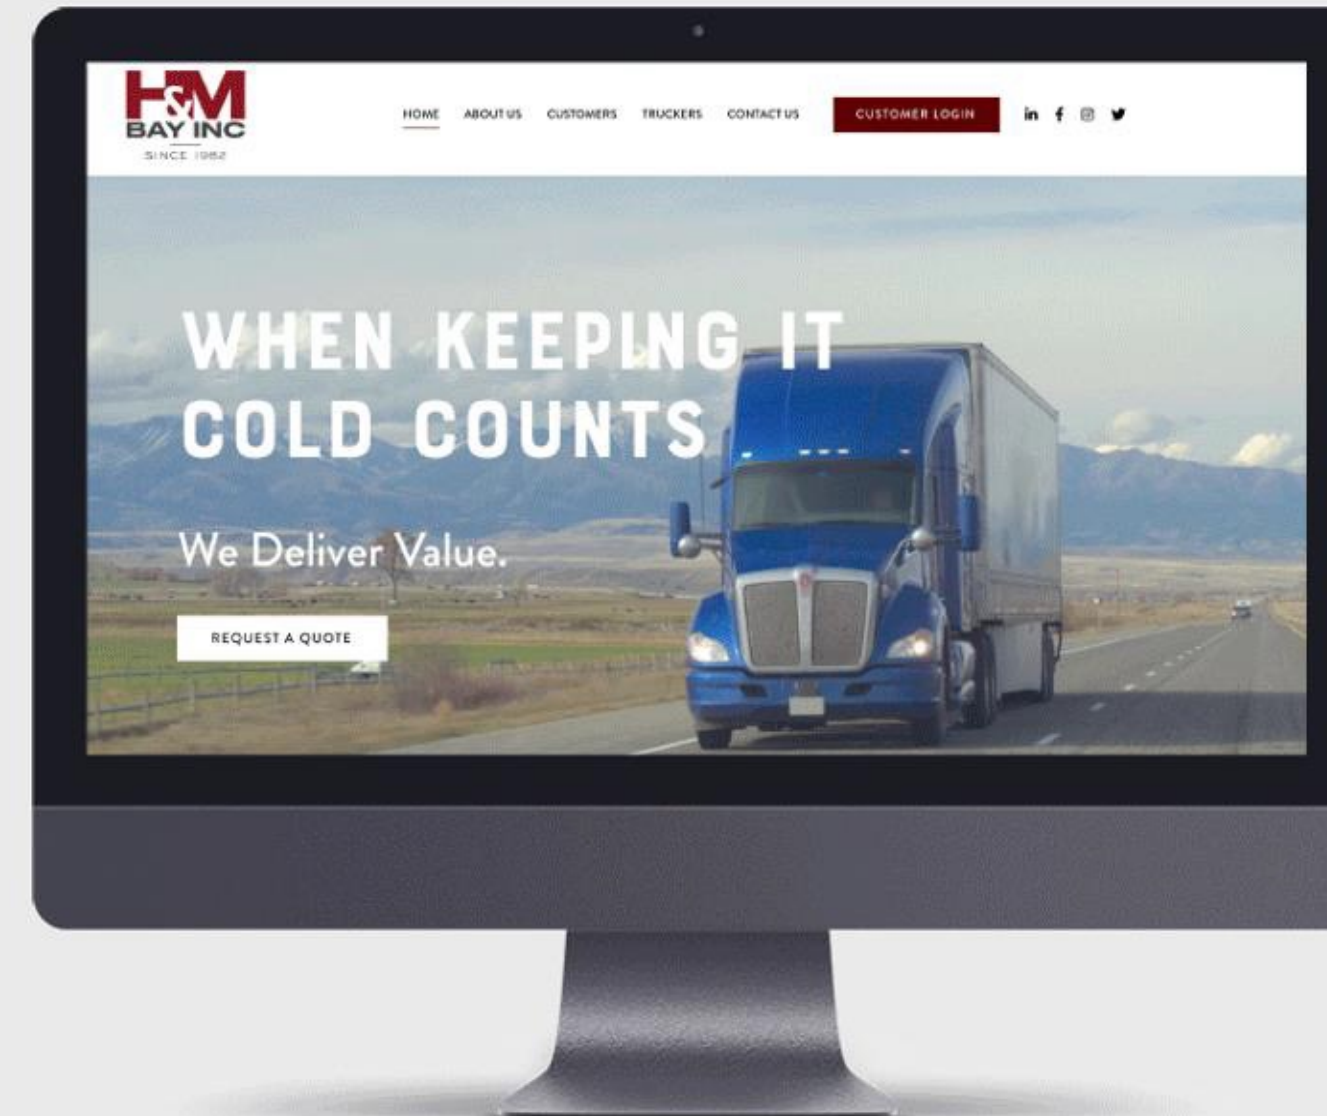 H&M
BAY INC
SINCE 1982
HOME ABOUT US CUSTOMERS TRUCKERS CONTACT US CUSTOMER LOGIN
WHEN KEEPING IT
COLD COUNTS
We Deliver Value.
REQUEST A QUOTE